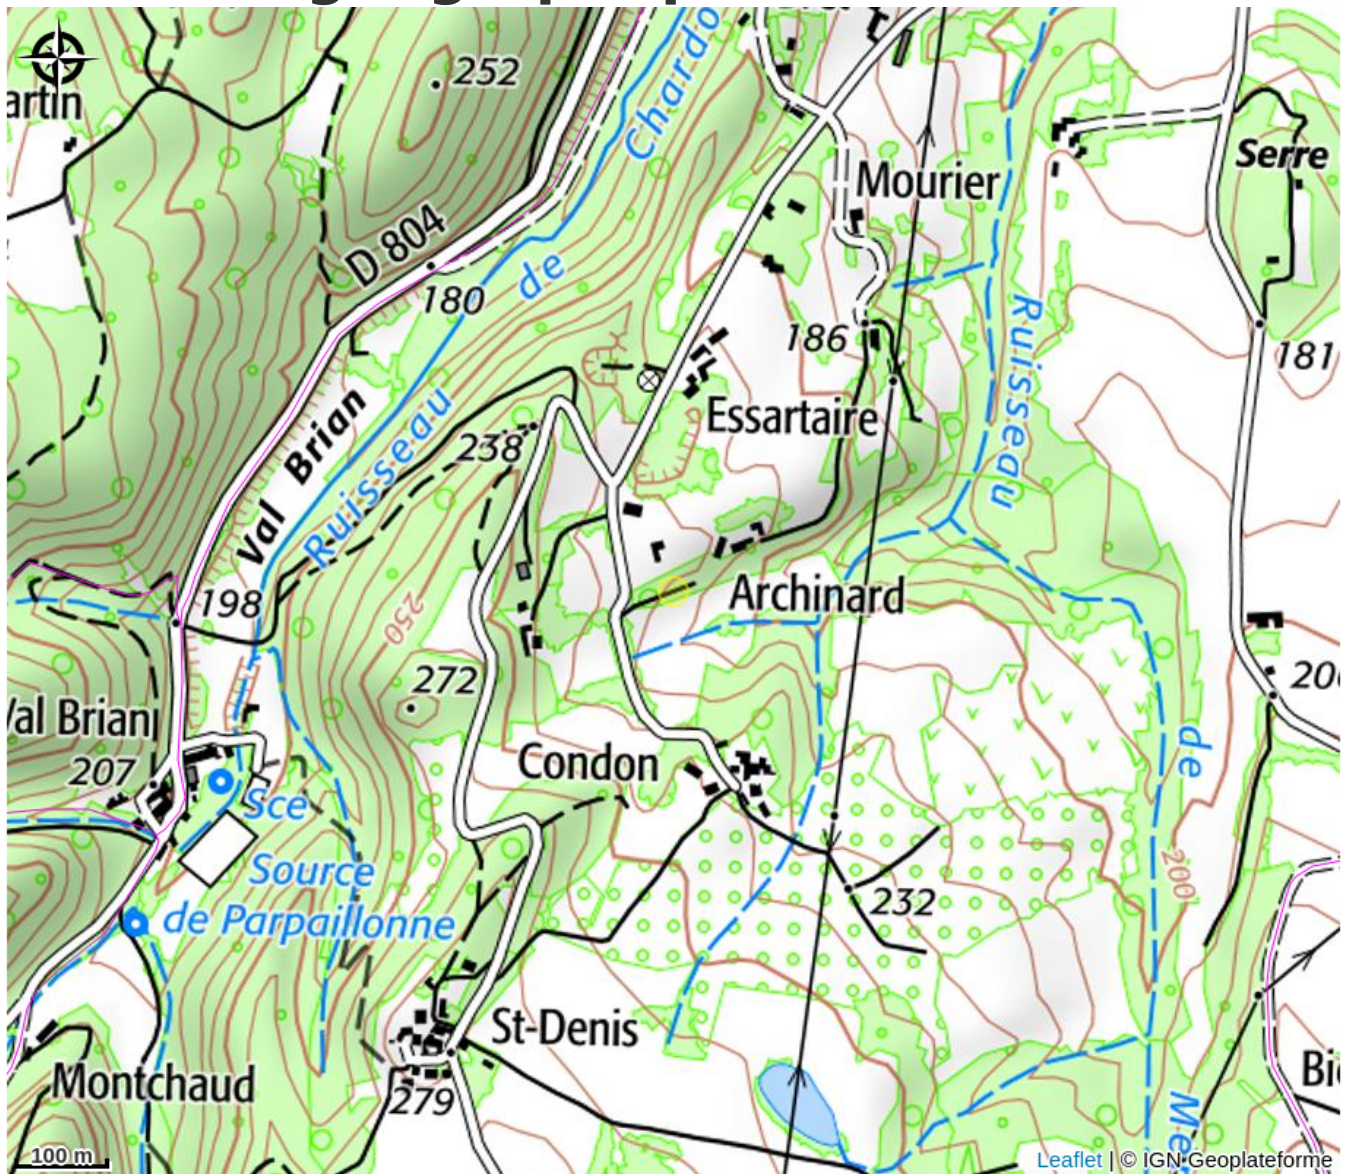 252
artin
Chardo
Serre
Mourier
D 804
de
180
Ruisseau
186
181
Val Brian
Ruisseau
238
Essartaire
198
250
Archinard
272
20
Val Brian
de
207
Condon
Sce
Source
de Parpaillonne
200
232
St-Denis
Montchaud
279
Bi
Me
100 m
Leaflet | © IGN-Geoplateforme